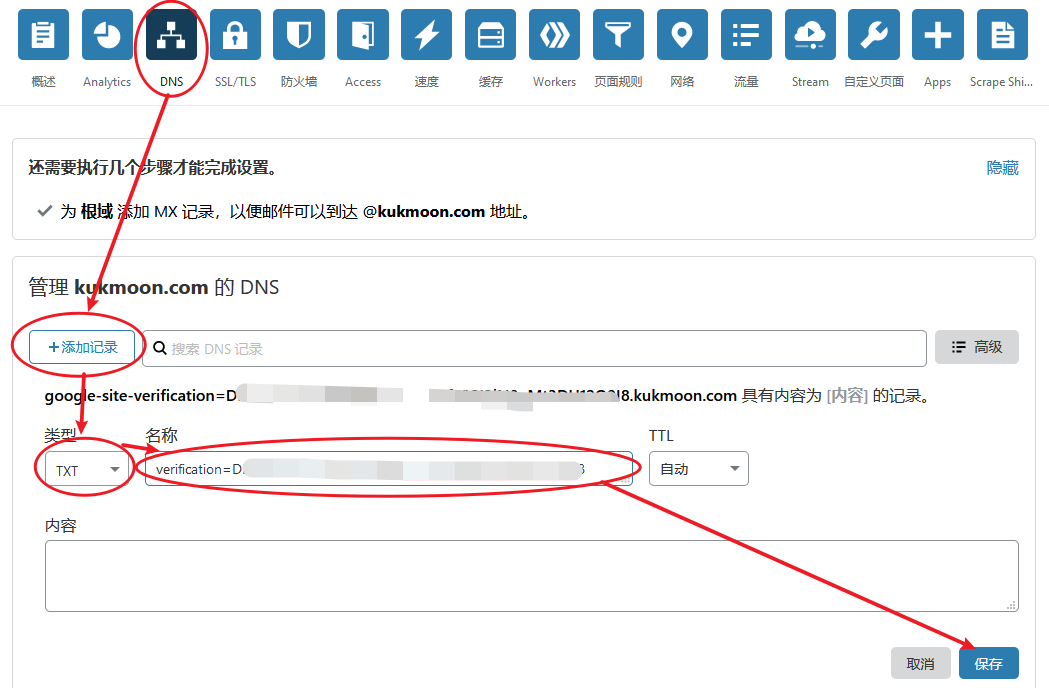 概述 Analytics DNS SSL/TLS 防火墙 Access 速度 缓存 Workers 页面规则 网络 流量 Stream 自定义页面 Apps Scrape Shi...
还需要执行几个步骤才能完成设置。 隐藏
为 根域 添加 MX 记录，以便邮件可以到达 @kukmoon.com 地址。
管理 kukmoon.com 的 DNS
+添加记录 搜索 DNS 记录 高级
google-site-verification=D 8.kukmoon.com 具有内容为 [内容] 的记录。
类型 名称 TTL
TXT verification=D 自动
内容
取消 保存